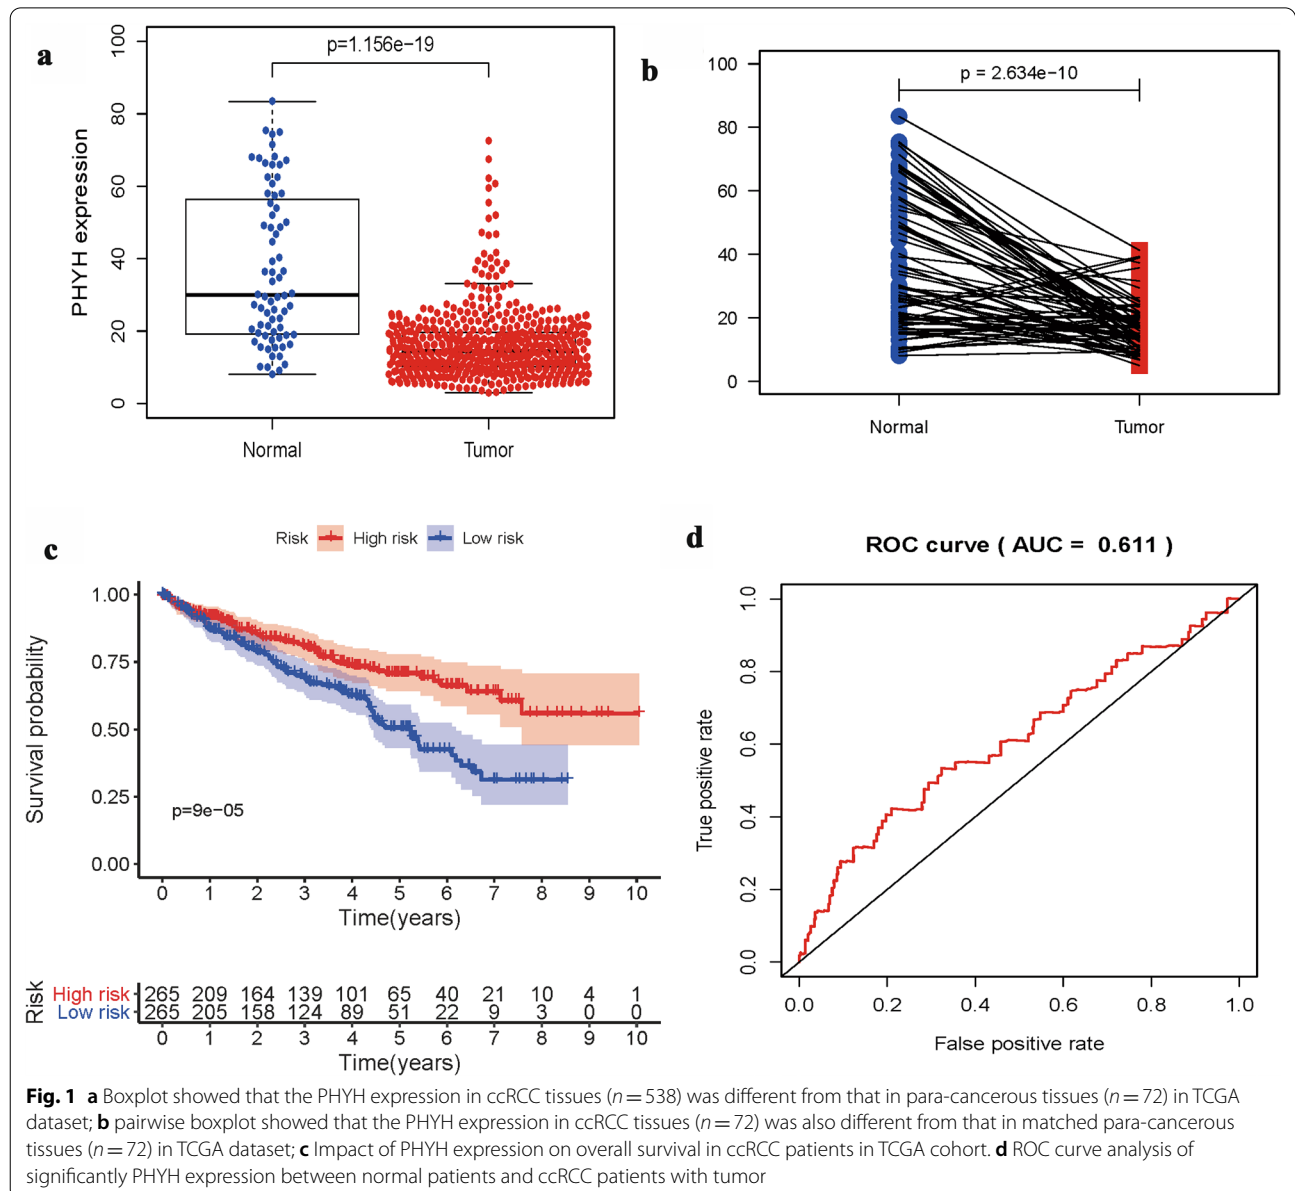 a
p=1.156e−19
PHYH expression
100
80
60
40
20
0
Normal
Tumor
b
p = 2.634e−10
100
80
60
40
20
0
Normal
Tumor
c
Risk High risk Low risk
Survival probability
1.00
0.75
0.50
0.25
0.00
p=9e−05
0 1 2 3 4 5 6 7 8 9 10
Time(years)
Risk
High risk 265 209 164 139 101 65 40 21 10 4 1
Low risk 265 205 158 124 89 51 22 9 3 0 0
0 1 2 3 4 5 6 7 8 9 10
Time(years)
d
ROC curve ( AUC = 0.611 )
True positive rate
1.0
0.8
0.6
0.4
0.2
0.0
0.0 0.2 0.4 0.6 0.8 1.0
False positive rate
Fig. 1 a Boxplot showed that the PHYH expression in ccRCC tissues (n = 538) was different from that in para-cancerous tissues (n = 72) in TCGA
dataset; b pairwise boxplot showed that the PHYH expression in ccRCC tissues (n = 72) was also different from that in matched para-cancerous
tissues (n = 72) in TCGA dataset; c Impact of PHYH expression on overall survival in ccRCC patients in TCGA cohort. d ROC curve analysis of
significantly PHYH expression between normal patients and ccRCC patients with tumor